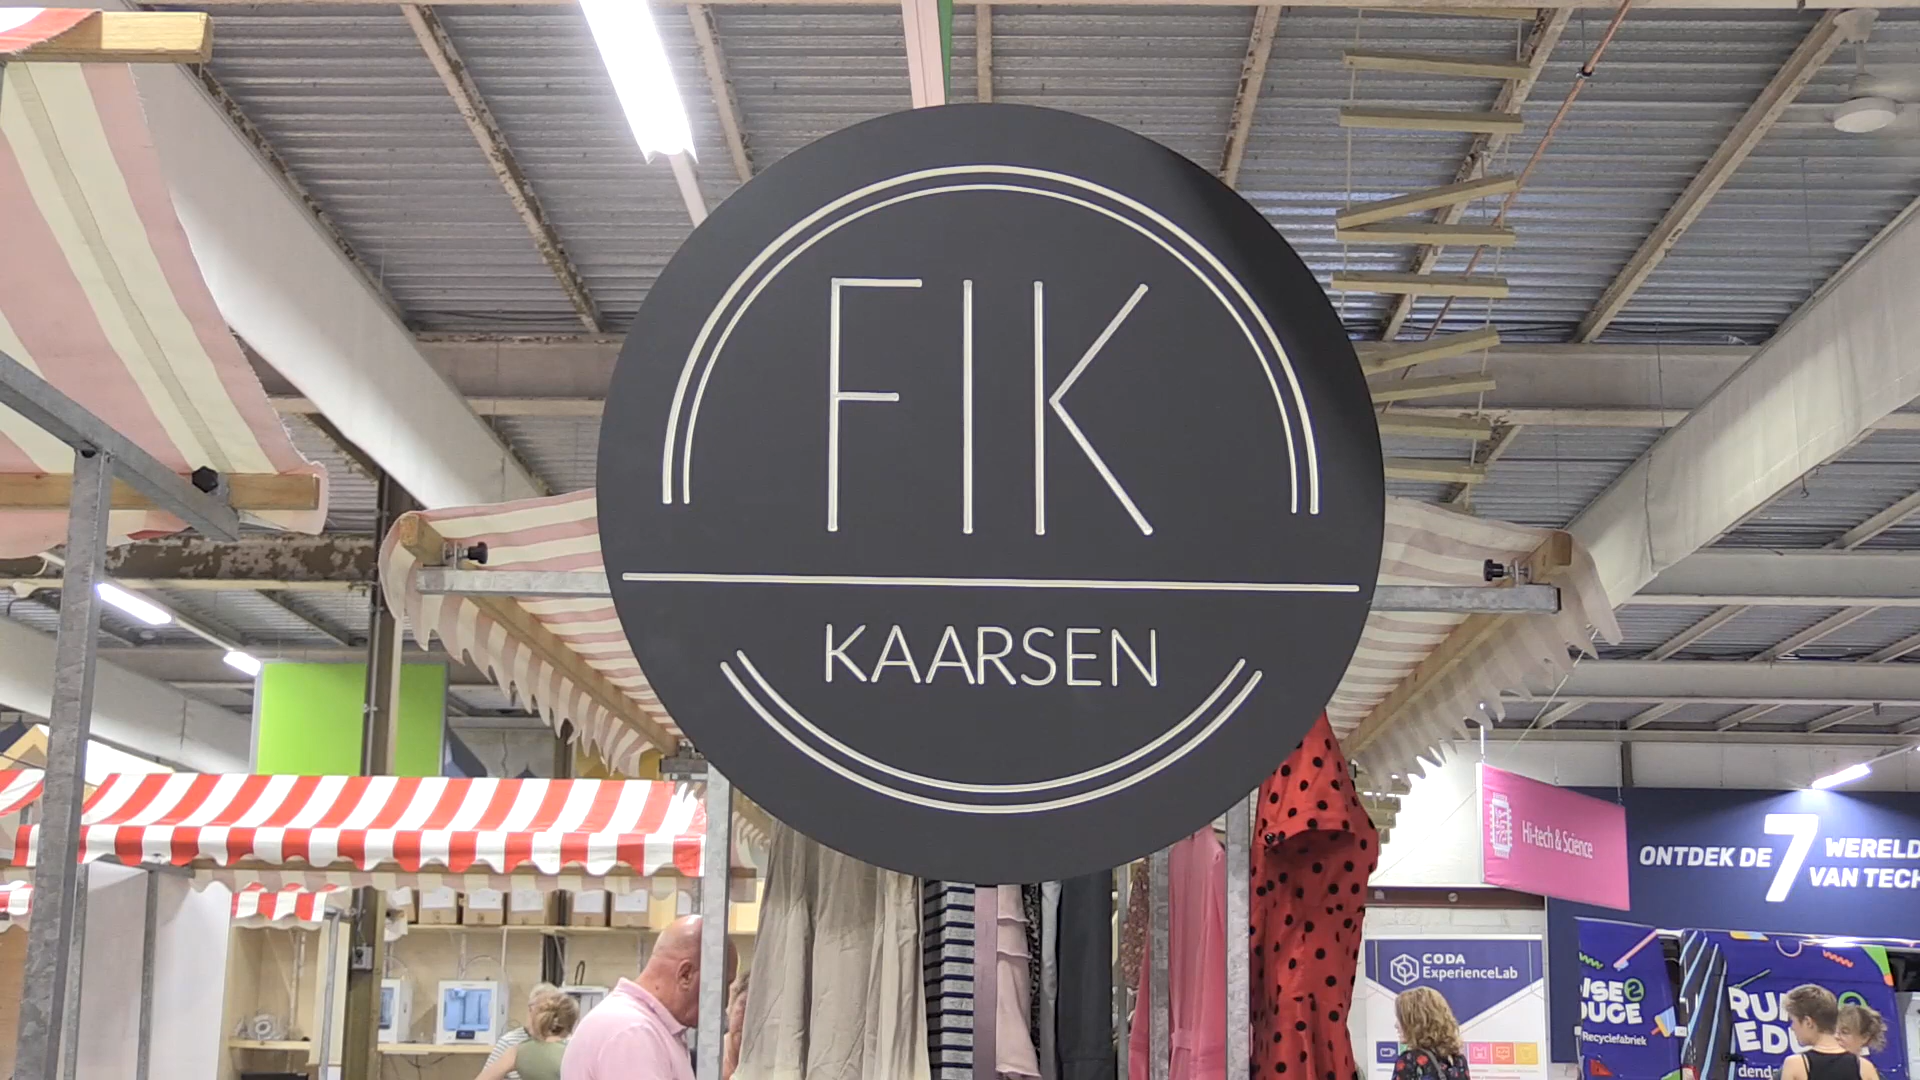 FIK
KAARSEN
Hi-tech & Science
ONTDEK DE 7 WERELD
VAN TECH
CODA
ExperienceLab
Recyclefabriek